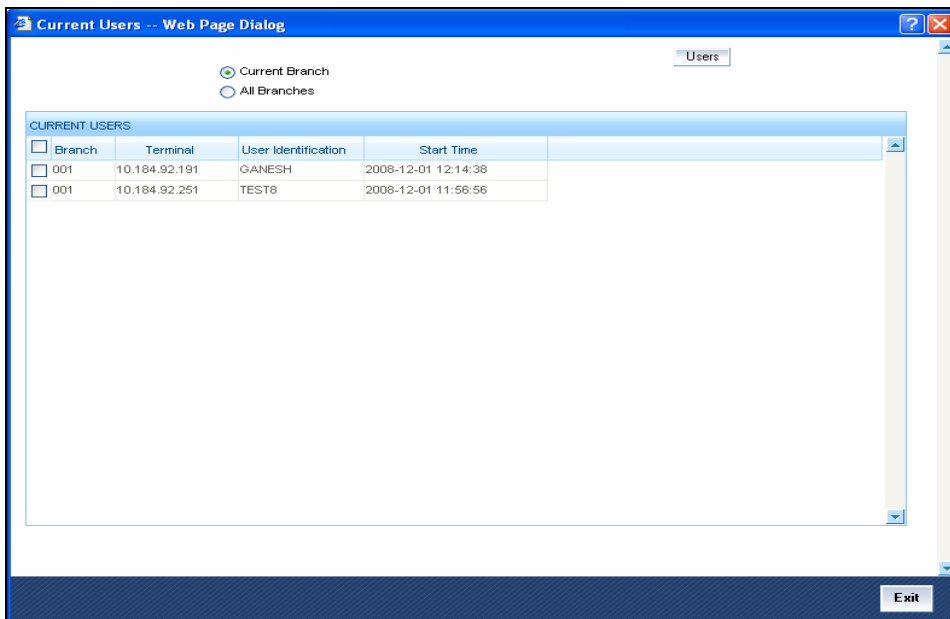 Current Users -- Web Page Dialog
Users
Current Branch
All Branches
CURRENT USERS
Branch Terminal User Identification Start Time
001 10.184.92.191 GANESH 2008-12-01 12:14:38
001 10.184.92.251 TEST8 2008-12-01 11:56:56
Exit